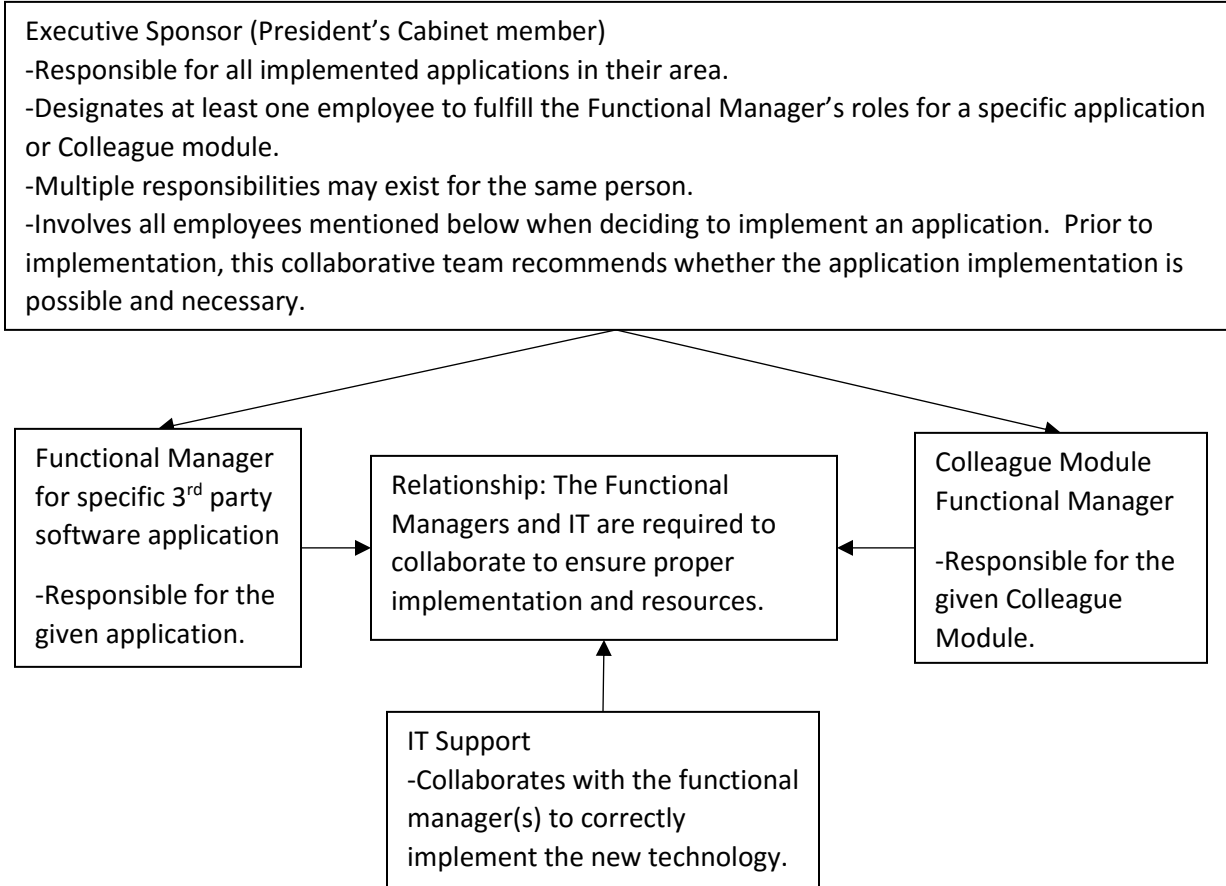 Executive Sponsor (President’s Cabinet member)
-Responsible for all implemented applications in their area.
-Designates at least one employee to fulfill the Functional Manager’s roles for a specific application
or Colleague module.
-Multiple responsibilities may exist for the same person.
-Involves all employees mentioned below when deciding to implement an application.  Prior to
implementation, this collaborative team recommends whether the application implementation is
possible and necessary.
Functional Manager
for specific 3rd party
software application
-Responsible for the
given application.
Relationship: The Functional
Managers and IT are required to
collaborate to ensure proper
implementation and resources.
Colleague Module
Functional Manager
-Responsible for the
given Colleague
Module.
IT Support
-Collaborates with the functional
manager(s) to correctly
implement the new technology.